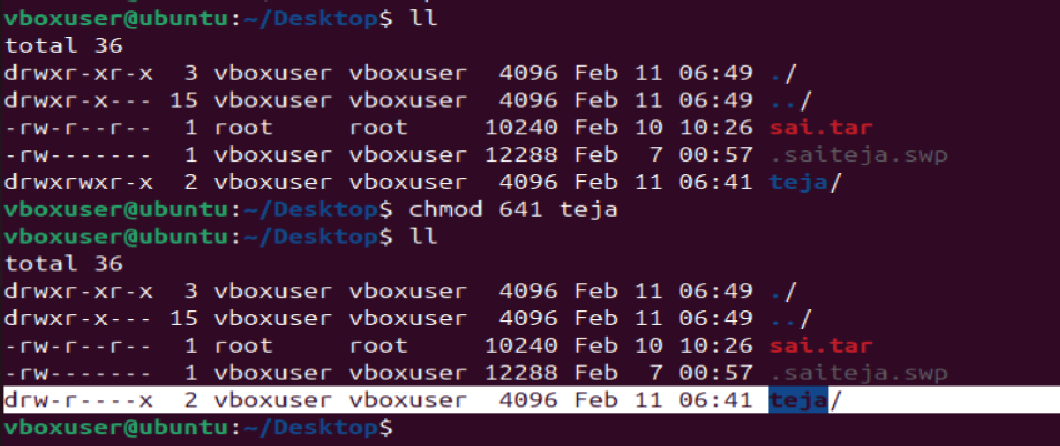 vboxuser@ubuntu:~/Desktop$ ll
total 36
drwxr-xr-x  3 vboxuser vboxuser  4096 Feb 11 06:49 ./
drwxr-x--- 15 vboxuser vboxuser  4096 Feb 11 06:49 ../
-rw-r--r--  1 root     root     10240 Feb 10 10:26 sai.tar
-rw-------  1 vboxuser vboxuser 12288 Feb  7 00:57 .saiteja.swp
drwxrwxr-x  2 vboxuser vboxuser  4096 Feb 11 06:41 teja/
vboxuser@ubuntu:~/Desktop$ chmod 641 teja
vboxuser@ubuntu:~/Desktop$ ll
total 36
drwxr-xr-x  3 vboxuser vboxuser  4096 Feb 11 06:49 ./
drwxr-x--- 15 vboxuser vboxuser  4096 Feb 11 06:49 ../
-rw-r--r--  1 root     root     10240 Feb 10 10:26 sai.tar
-rw-------  1 vboxuser vboxuser 12288 Feb  7 00:57 .saiteja.swp
drw-r----x  2 vboxuser vboxuser  4096 Feb 11 06:41 teja/
vboxuser@ubuntu:~/Desktop$